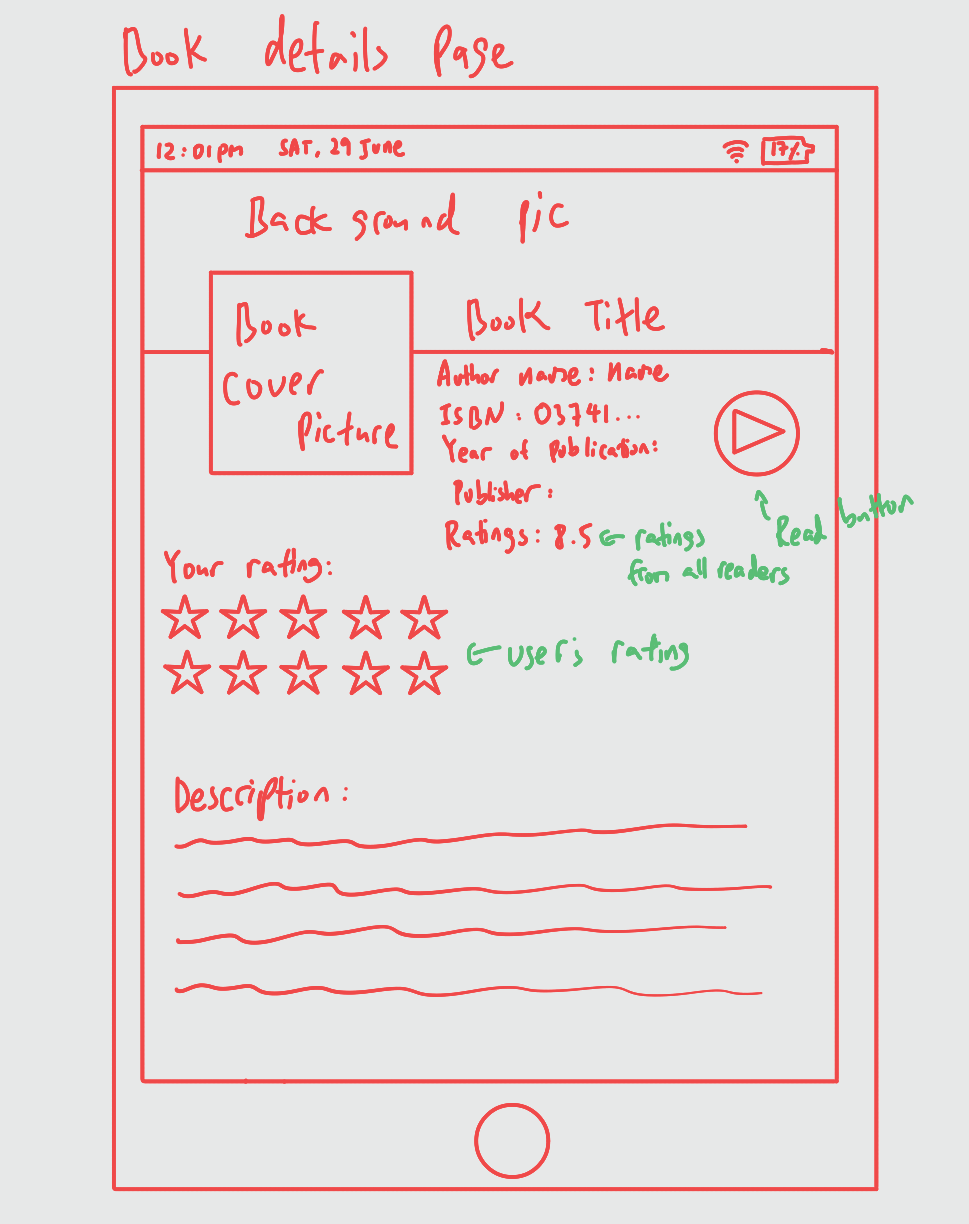 Book details Page
12:01pm SAT, 29 June 17%
Background pic
Book Cover Picture
Book Title
Author name: Name
ISBN: 03741...
Year of Publication:
Publisher:
Ratings: 8.5 ← ratings from all readers
Read button
Your rating:
← user's rating
Description: